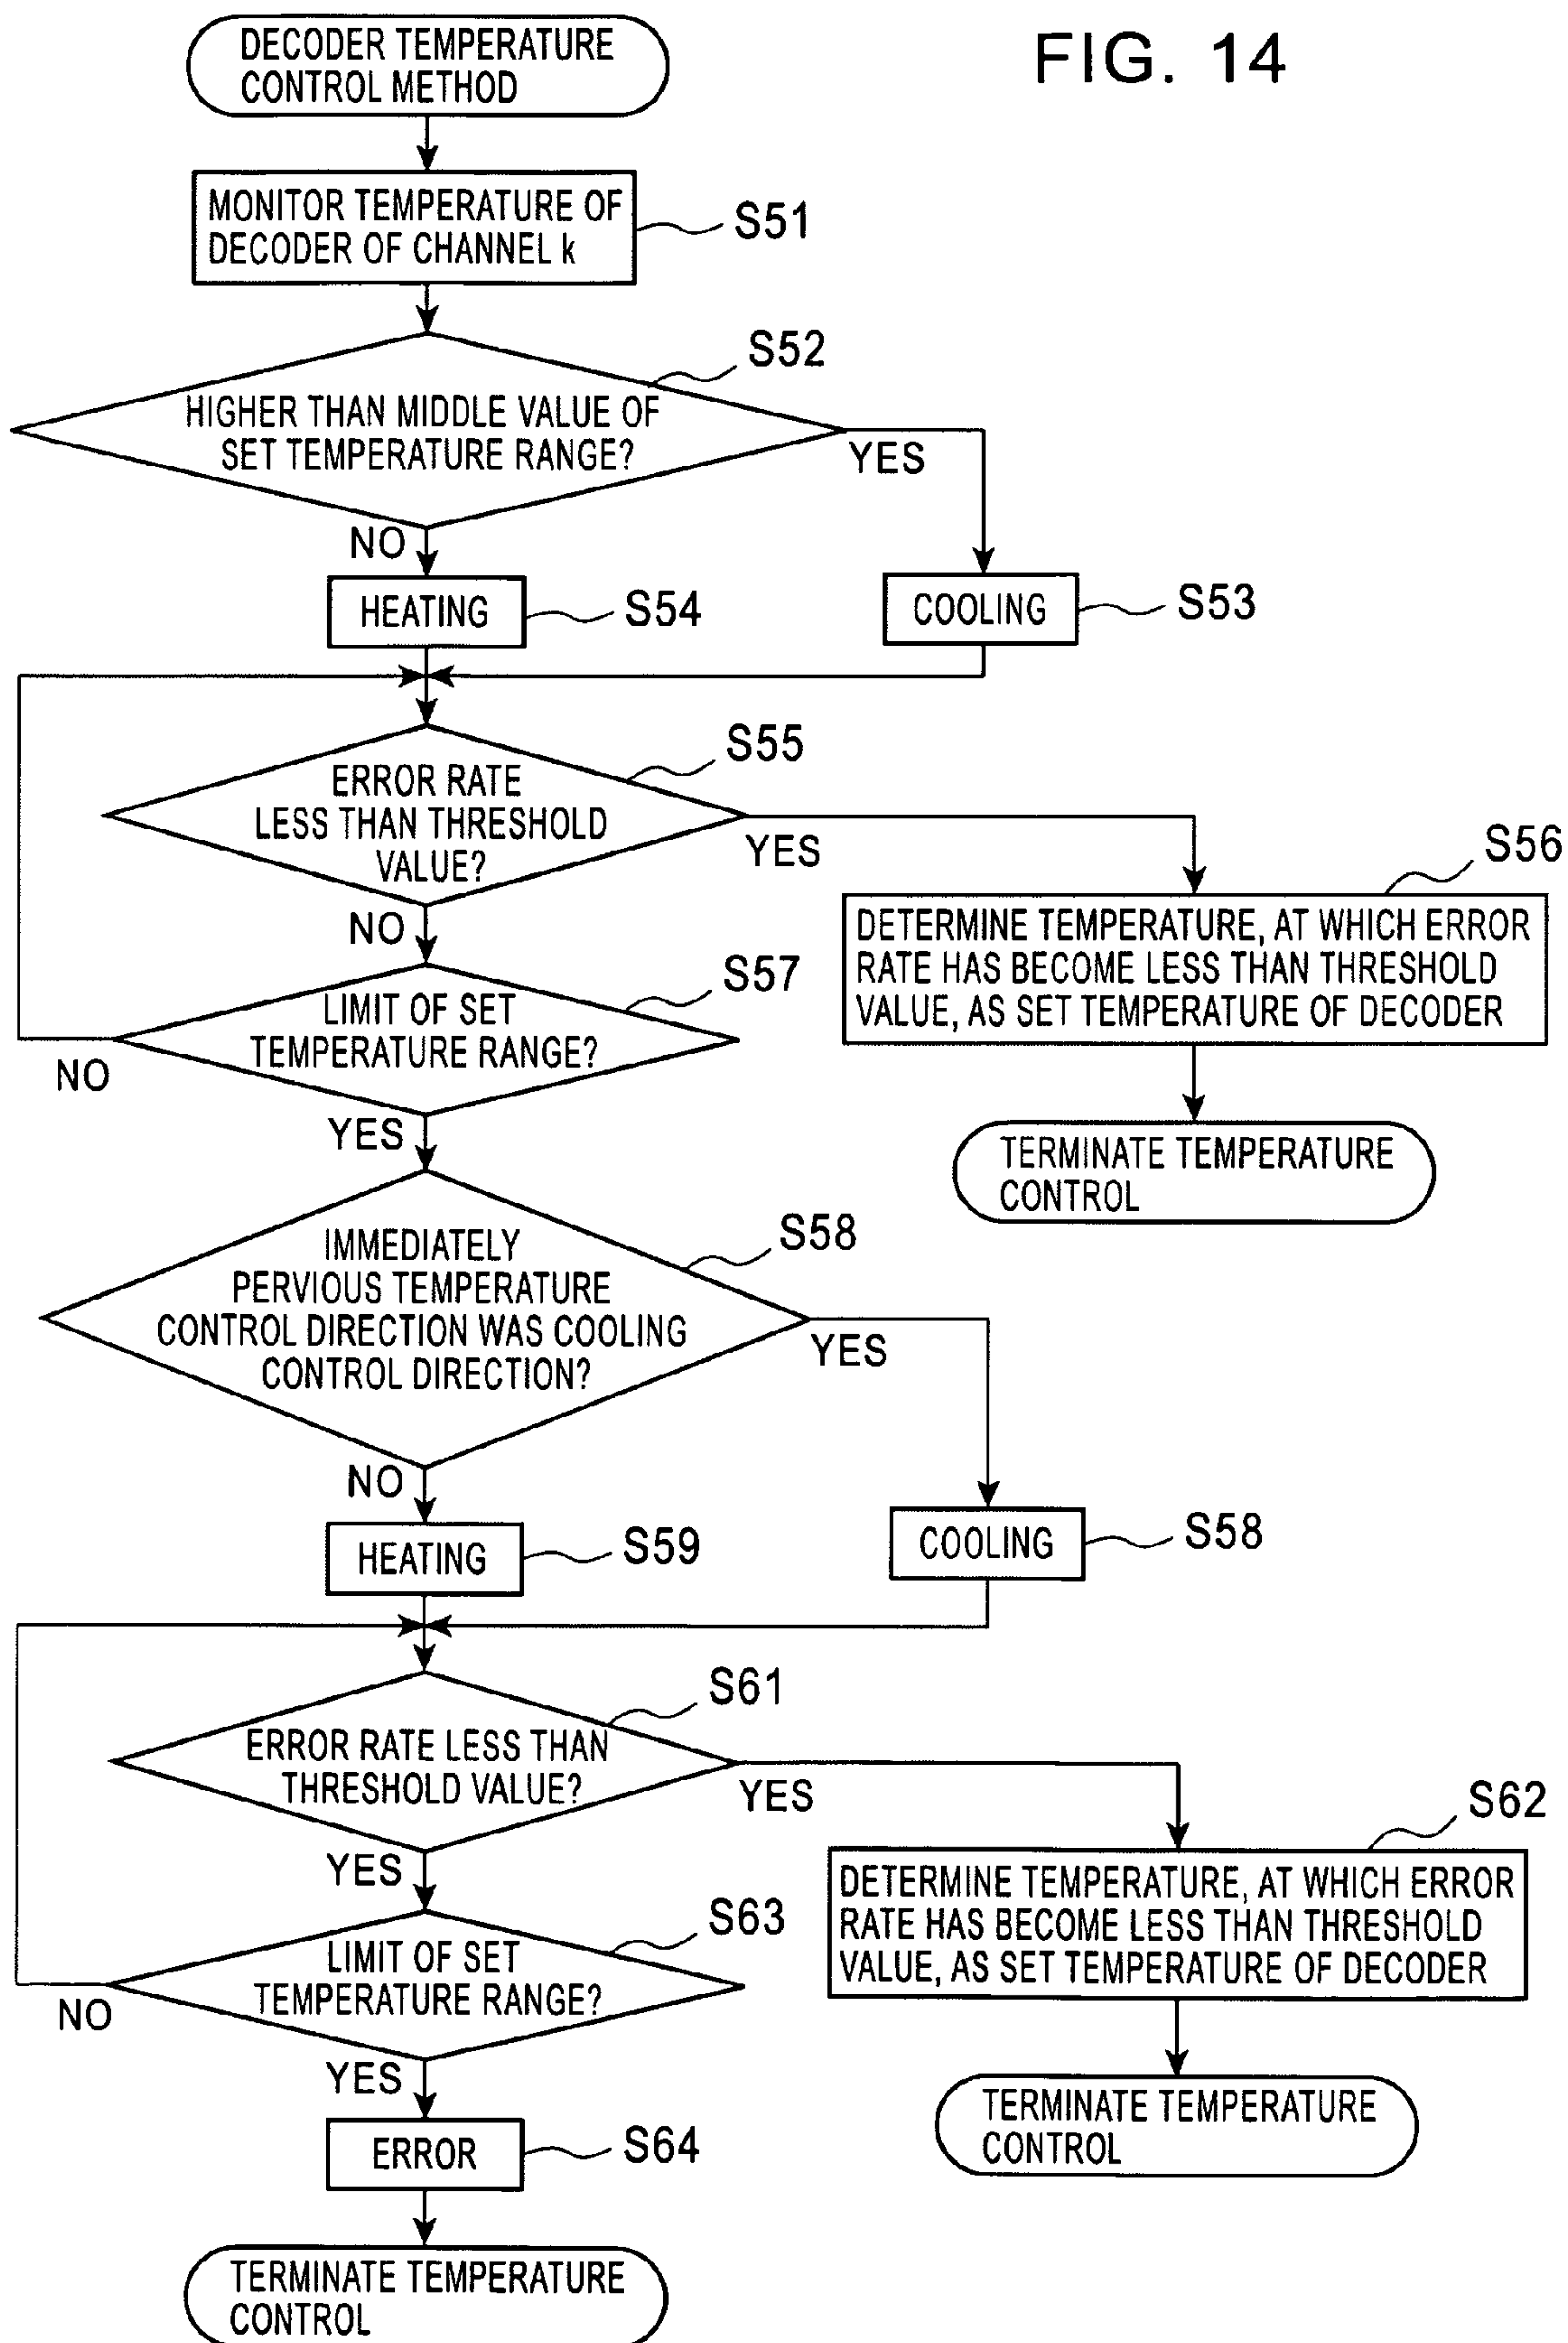 DECODER TEMPERATURE
CONTROL METHOD
FIG. 14
MONITOR TEMPERATURE OF
DECODER OF CHANNEL k
S51
S52
HIGHER THAN MIDDLE VALUE OF
SET TEMPERATURE RANGE?
YES
NO
HEATING
S54
COOLING
S53
S55
ERROR RATE
LESS THAN THRESHOLD
VALUE?
YES
NO
S56
DETERMINE TEMPERATURE, AT WHICH ERROR
RATE HAS BECOME LESS THAN THRESHOLD
VALUE, AS SET TEMPERATURE OF DECODER
S57
LIMIT OF SET
TEMPERATURE RANGE?
NO
YES
TERMINATE TEMPERATURE
CONTROL
S58
IMMEDIATELY
PERVIOUS TEMPERATURE
CONTROL DIRECTION WAS COOLING
CONTROL DIRECTION?
YES
NO
HEATING
S59
COOLING
S58
S61
ERROR RATE LESS THAN
THRESHOLD VALUE?
YES
YES
S62
DETERMINE TEMPERATURE, AT WHICH ERROR
RATE HAS BECOME LESS THAN THRESHOLD
VALUE, AS SET TEMPERATURE OF DECODER
S63
LIMIT OF SET
TEMPERATURE RANGE?
NO
YES
TERMINATE TEMPERATURE
CONTROL
ERROR
S64
TERMINATE TEMPERATURE
CONTROL